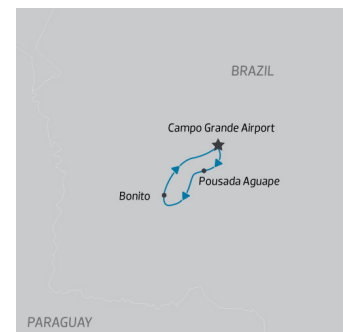 BRAZIL
Campo Grande Airport
Pousada Aguape
Bonito
PARAGUAY